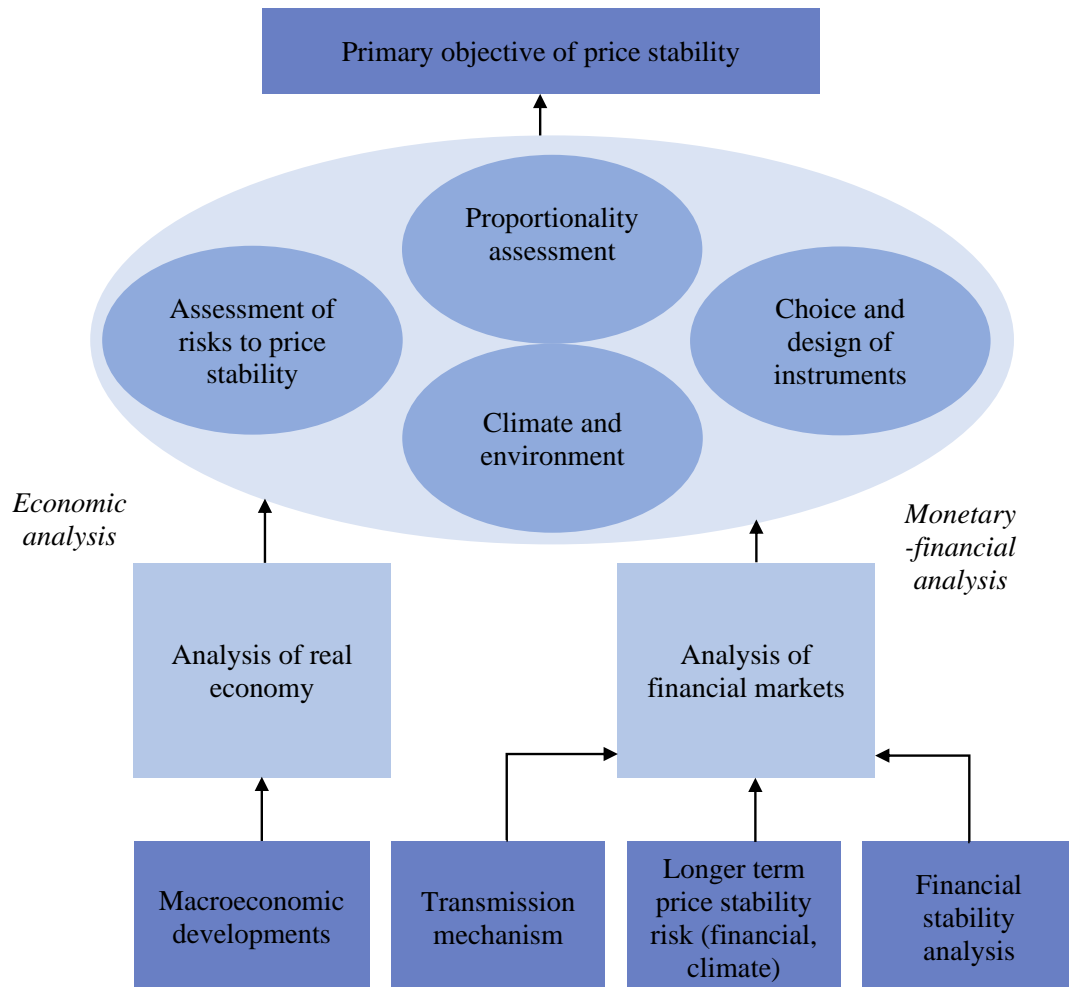 Primary objective of price stability
Proportionality
assessment
Assessment of
risks to price
stability
Choice and
design of
instruments
Climate and
environment
Economic
analysis
Monetary
-financial
analysis
Analysis of real
economy
Analysis of
financial markets
Macroeconomic
developments
Transmission
mechanism
Longer term
price stability
risk (financial,
climate)
Financial
stability
analysis